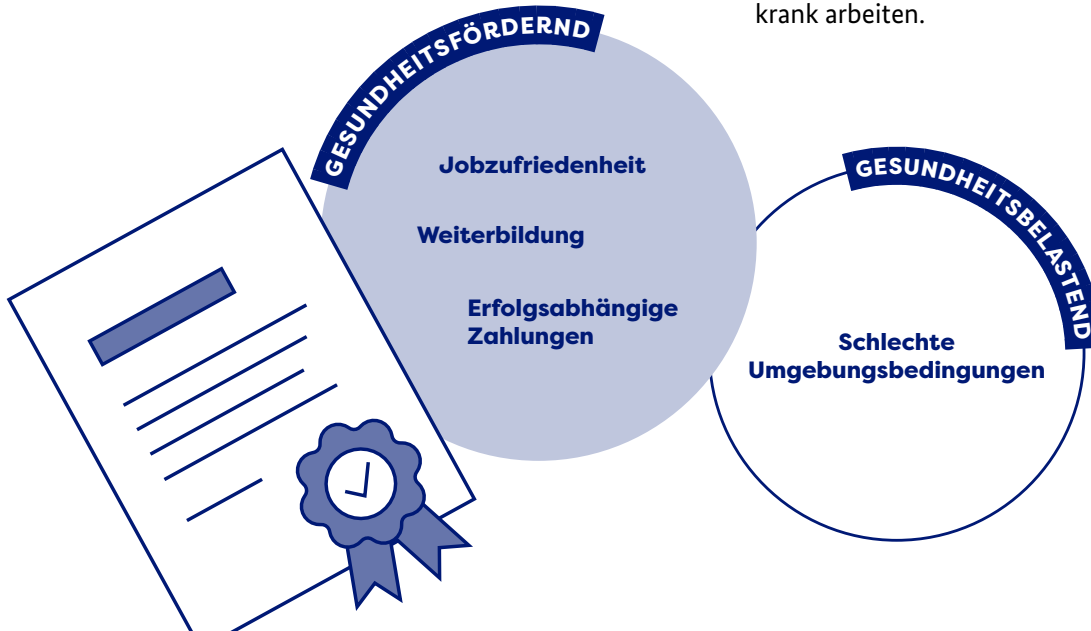 krank arbeiten.
GESUNDHEITSFÖRDERND
Jobzufriedenheit
Weiterbildung
Erfolgsabhängige
Zahlungen
GESUNDHEITSBELASTEND
Schlechte
Umgebungsbedingungen